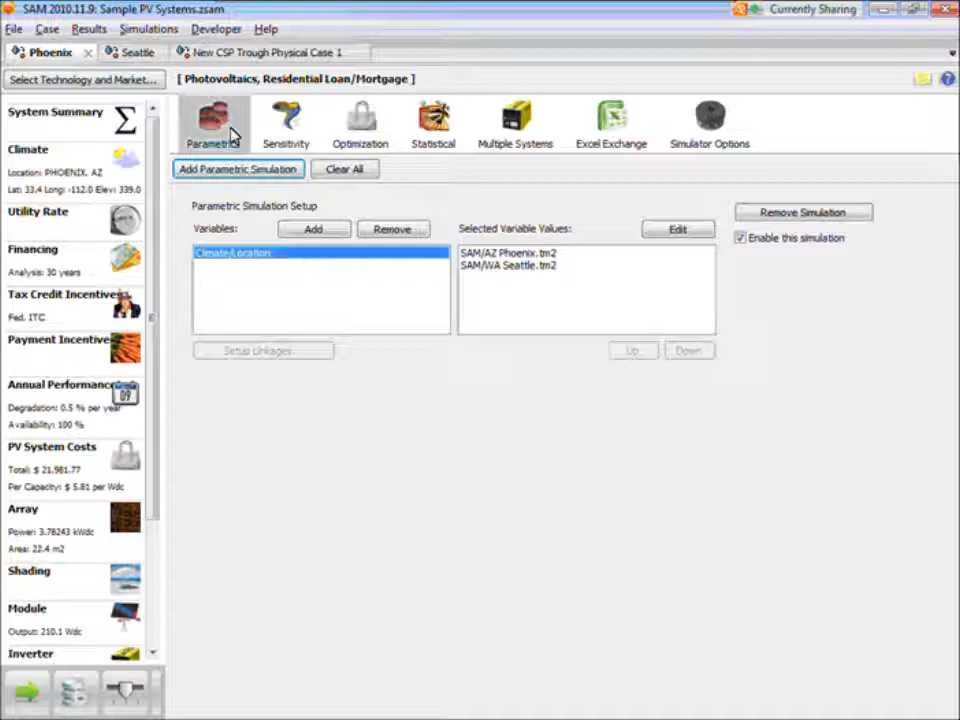 SAM 2010.11.9: Sample PV Systems.zsam
Currently Sharing
File Case Results Simulations Developer Help
Phoenix Seattle New CSP Trough Physical Case 1
Select Technology and Market...
[ Photovoltaics, Residential Loan/Mortgage ]
System Summary
Climate
Location: PHOENIX, AZ
Lat: 33.4 Long: -112.0 Elev: 339.0
Utility Rate
Financing
Analysis: 30 years
Tax Credit Incentives
Fed. ITC
Payment Incentive
Annual Performance
Degradation: 0.5 % per year
Availability: 100 %
PV System Costs
Total: $ 21,981.77
Per Capacity: $ 5.81 per Wdc
Array
Power: 3.78243 kWdc
Area: 22.4 m2
Shading
Module
Output: 210.1 Wdc
Inverter
Parametrics Sensitivity Optimization Statistical Multiple Systems Excel Exchange Simulator Options
Add Parametric Simulation Clear All
Parametric Simulation Setup
Variables: Add Remove
Climate/Location
Setup Linkages...
Selected Variable Values: Edit
SAM/AZ Phoenix.tm2
SAM/WA Seattle.tm2
Up Down
Remove Simulation
Enable this simulation
09